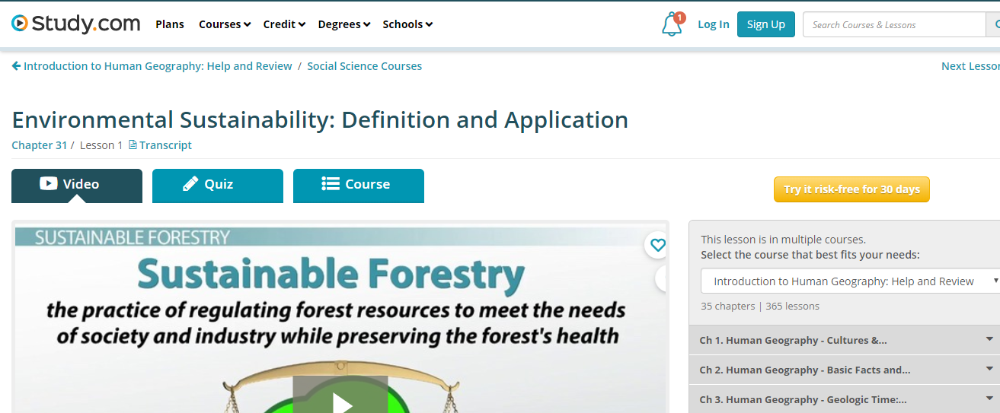 Study.com Plans Courses Credit Degrees Schools 1 Log In Sign Up Search Courses & Lessons
Introduction to Human Geography: Help and Review / Social Science Courses Next Lesson
Environmental Sustainability: Definition and Application
Chapter 31 / Lesson 1 Transcript
Video Quiz Course
Try it risk-free for 30 days
SUSTAINABLE FORESTRY
Sustainable Forestry
the practice of regulating forest resources to meet the needs
of society and industry while preserving the forest's health
This lesson is in multiple courses.
Select the course that best fits your needs:
Introduction to Human Geography: Help and Review
35 chapters | 365 lessons
Ch 1. Human Geography - Cultures &...
Ch 2. Human Geography - Basic Facts and...
Ch 3. Human Geography - Geologic Time:...